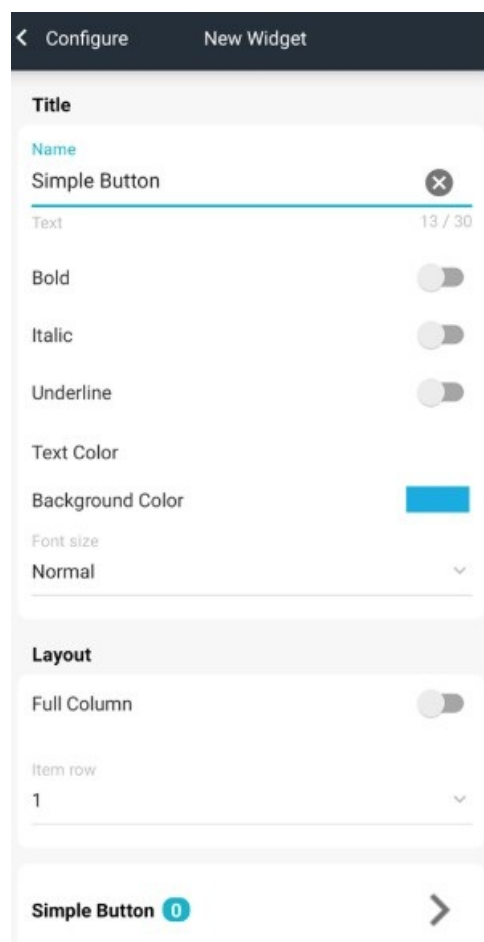 Configure New Widget
Title
Name
Simple Button
Text 13 / 30
Bold
Italic
Underline
Text Color
Background Color
Font size
Normal
Layout
Full Column
Item row
1
Simple Button 0